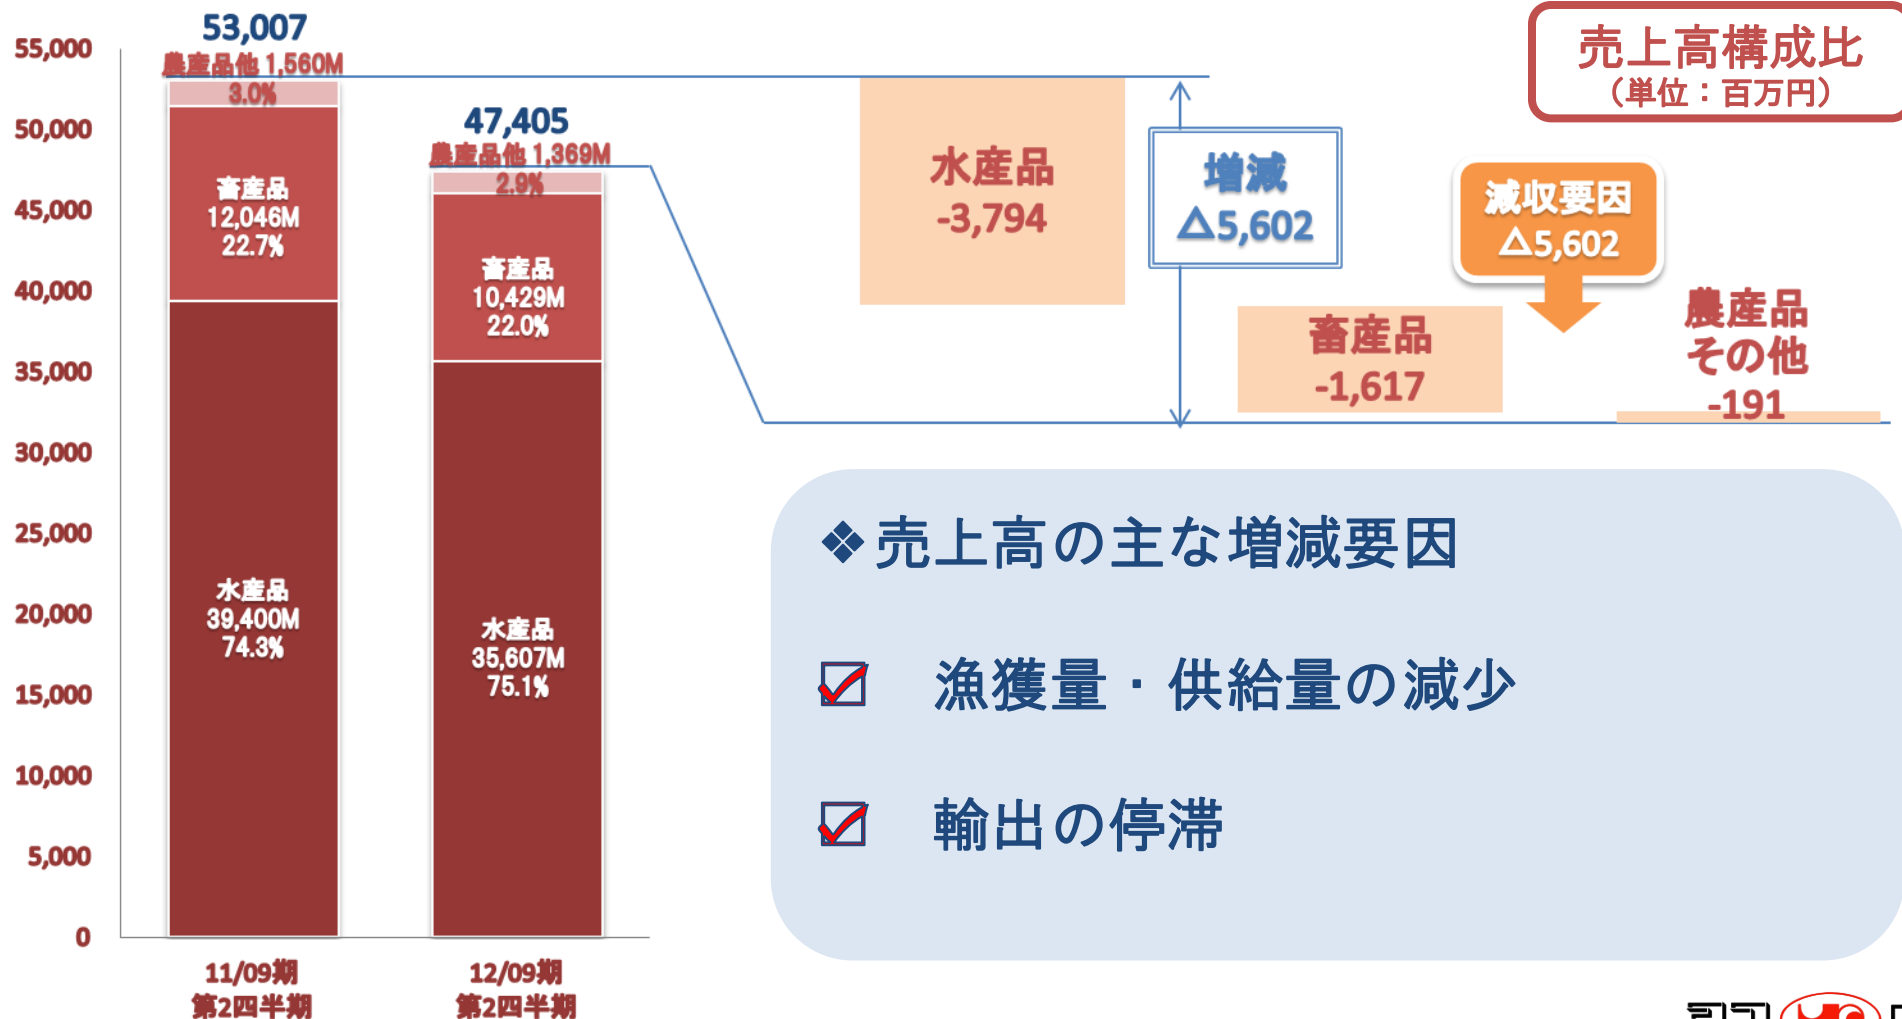 売上高構成比
（単位：百万円）
55,000
50,000
45,000
40,000
35,000
30,000
25,000
20,000
15,000
10,000
5,000
0
53,007
農産品他 1,560M
3.0%
畜産品
12,046M
22.7%
水産品
39,400M
74.3%
11/09期
第2四半期
47,405
農産品他 1,369M
2.9%
畜産品
10,429M
22.0%
水産品
35,607M
75.1%
12/09期
第2四半期
水産品
-3,794
増減
△5,602
畜産品
-1,617
減収要因
△5,602
農産品
その他
-191
❖売上高の主な増減要因
☑ 漁獲量・供給量の減少
☑ 輸出の停滞